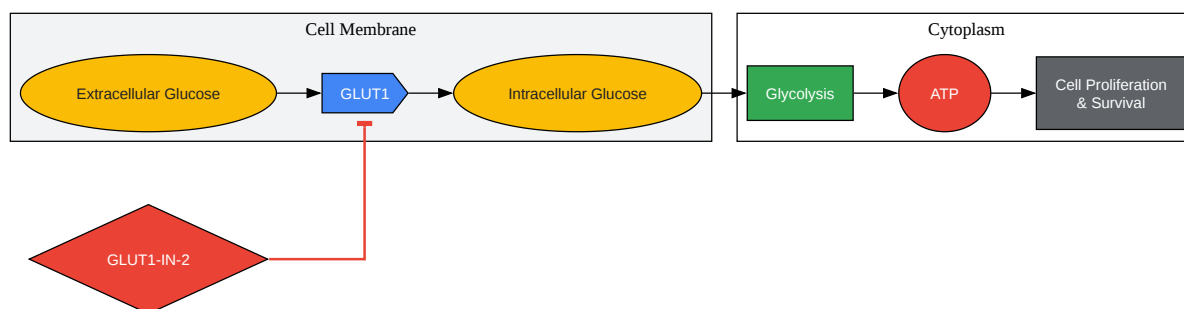 Cell Membrane
Cytoplasm
Extracellular Glucose
GLUT1
Intracellular Glucose
Glycolysis
ATP
Cell Proliferation
& Survival
GLUT1-IN-2